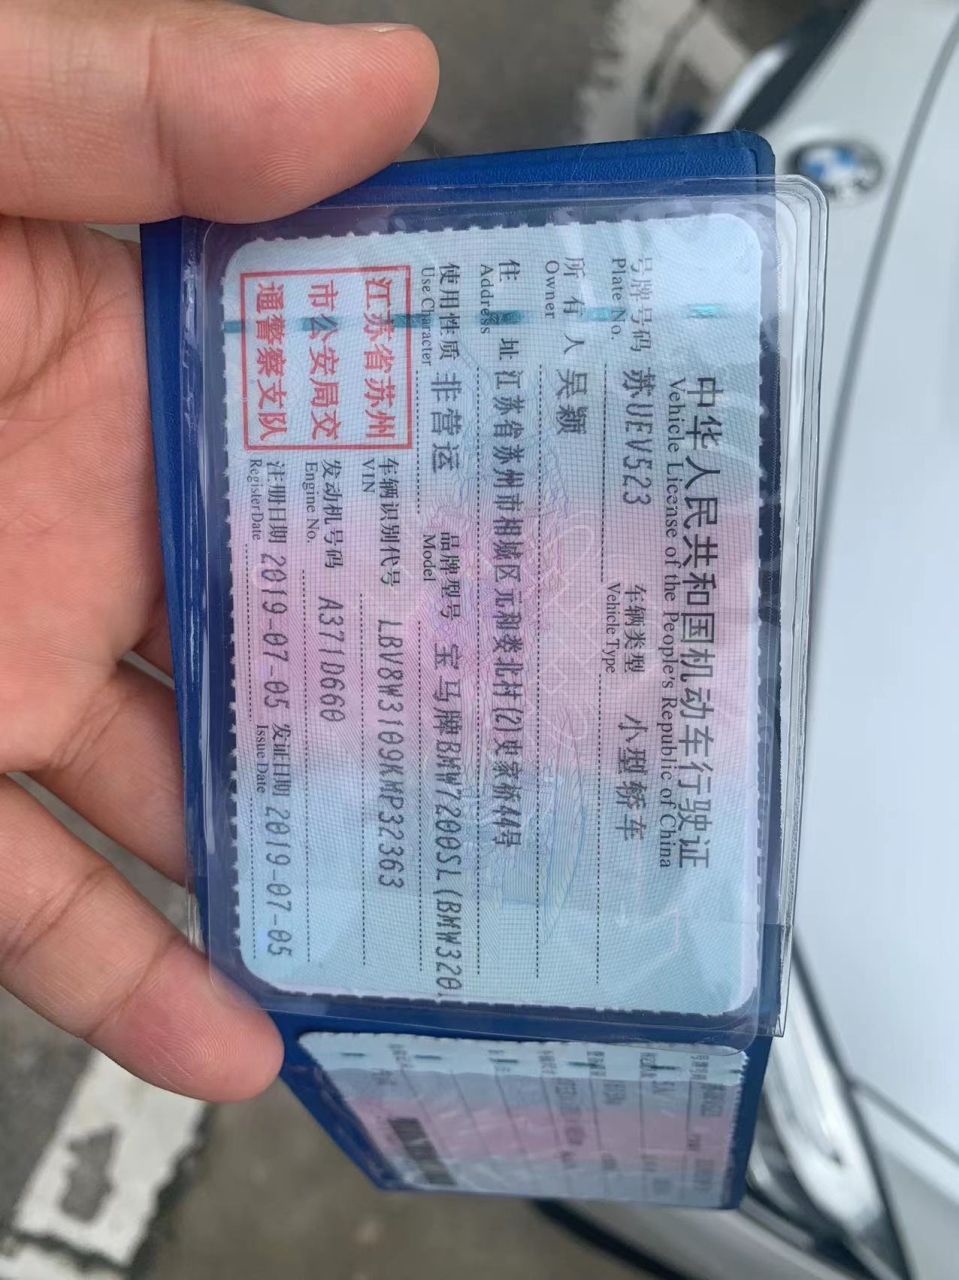 中华人民共和国机动车行驶证
Vehicle License of the People's Republic of China
号牌号码 苏UEV523 车辆类型 小型轿车
Plate No. Vehicle Type
所有人 吴颖
Owner
住址 江苏省苏州市相城区元和娄北村(2)史家桥44号
Address
使用性质 非营运 品牌型号 宝马牌BMW7200SL(BMW320
Use Character Model
江苏省苏州
市公安局交
通警察支队
车辆识别代号 LBV8W3109KMP32363
VIN
发动机号码 A371D660
Engine No.
注册日期 2019-07-05 发证日期 2019-07-05
Register Date Issue Date